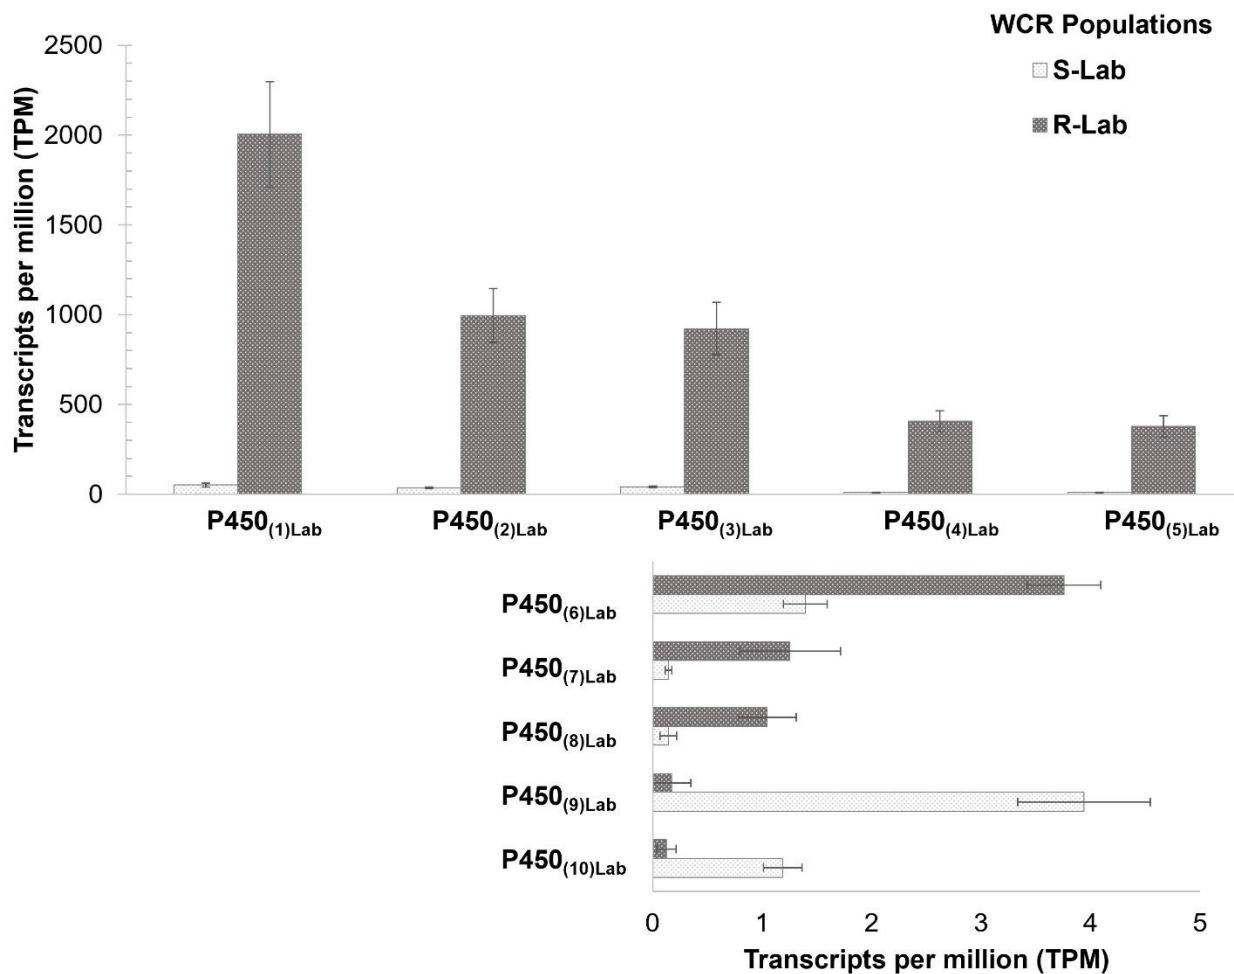 WCR Populations
S-Lab
R-Lab
Transcripts per million (TPM)
2500
2000
1500
1000
500
0
P450(1)Lab P450(2)Lab P450(3)Lab P450(4)Lab P450(5)Lab
P450(6)Lab
P450(7)Lab
P450(8)Lab
P450(9)Lab
P450(10)Lab
0 1 2 3 4 5
Transcripts per million (TPM)